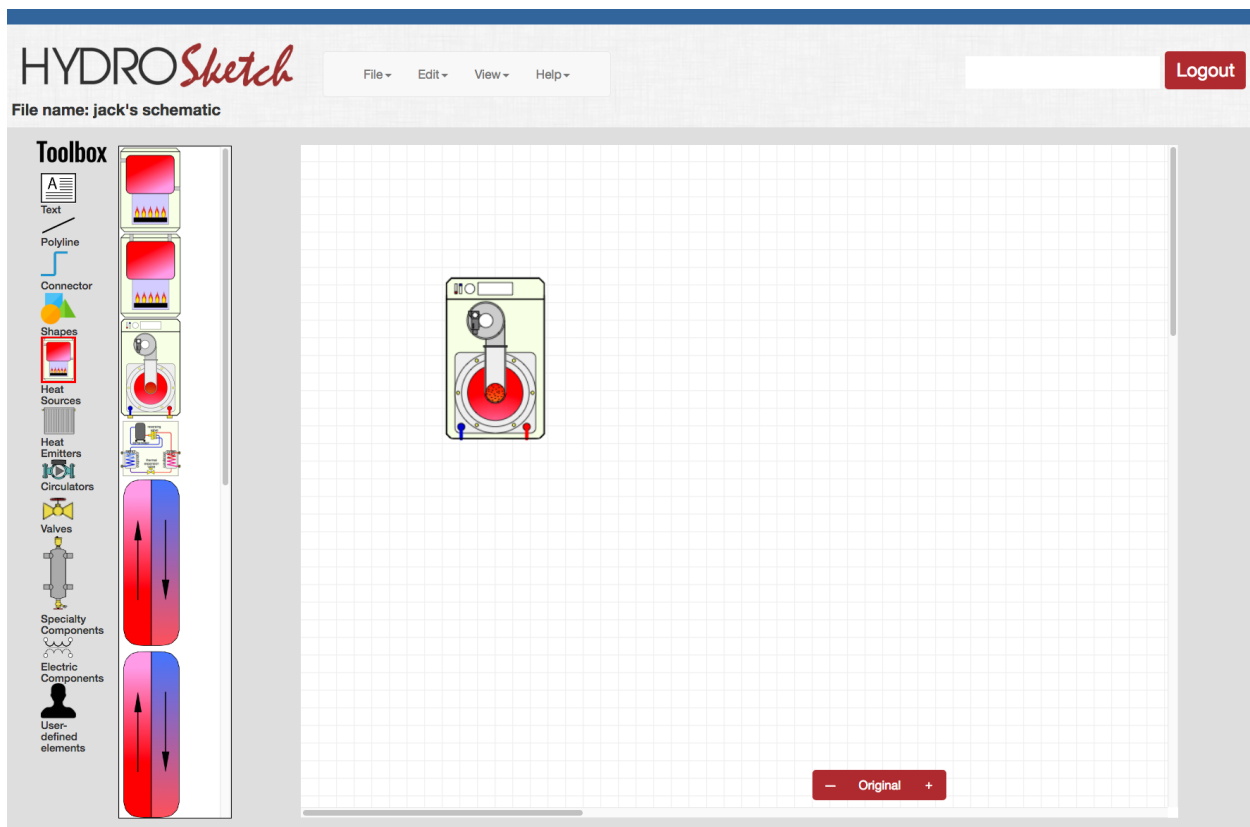 HYDROSketch
File Edit View Help
Logout
File name: jack's schematic
Toolbox
A
Text
Polyline
Connector
Shapes
Heat
Sources
Heat
Emitters
Circulators
Valves
Specialty
Components
Electric
Components
User-
defined
elements
— Original +